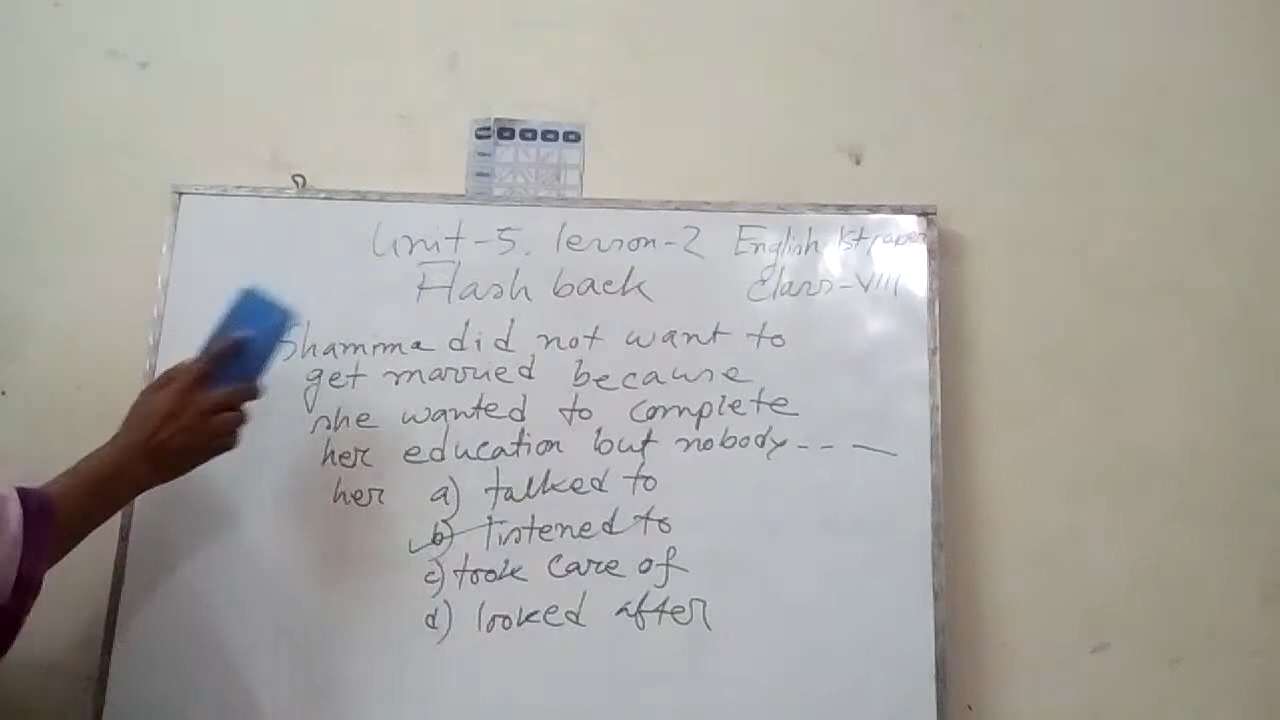 Unit-5. lesson-2 English 1st paper
Flash back Class-VIII
Shamma did not want to
get married because
she wanted to complete
her education but nobody--- —
her a) talked to
b) listened to
c) took care of
d) looked after